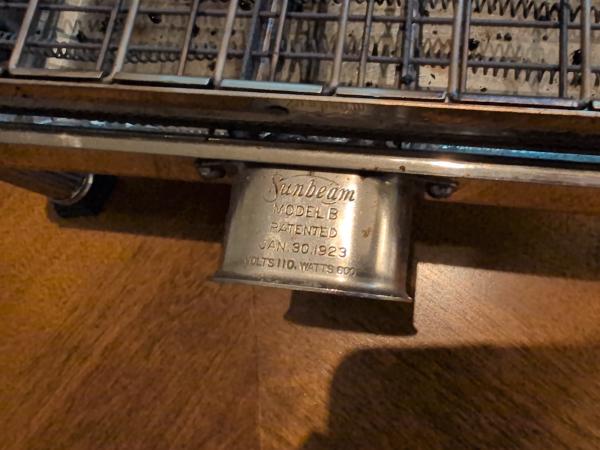 Sunbeam
MODEL B
PATENTED
JAN. 30. 1923
VOLTS 110. WATTS 600